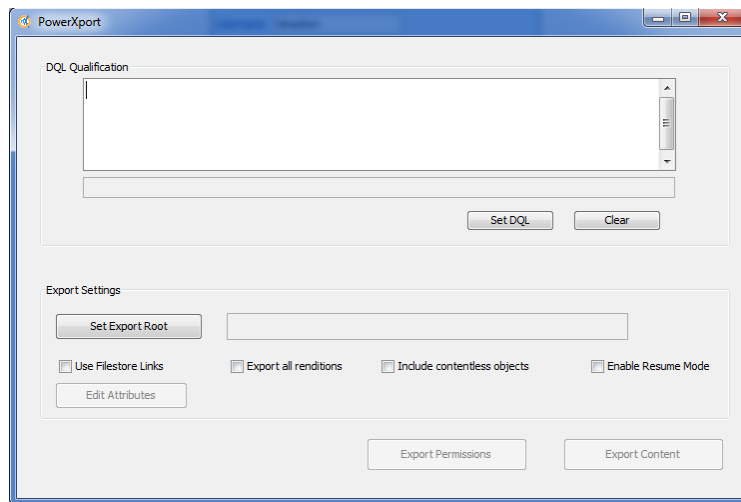 PowerXport
DQL Qualification
Set DQL
Clear
Export Settings
Set Export Root
Use Filestore Links
Export all renditions
Include contentless objects
Enable Resume Mode
Edit Attributes
Export Permissions
Export Content